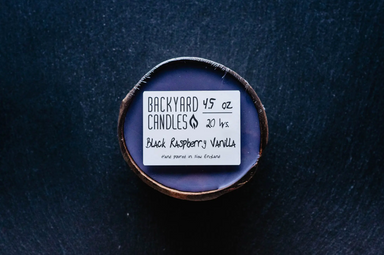 BACKYARD 4.5 oz
CANDLES 20 hrs.
Black Raspberry Vanilla
Hand poured in New England